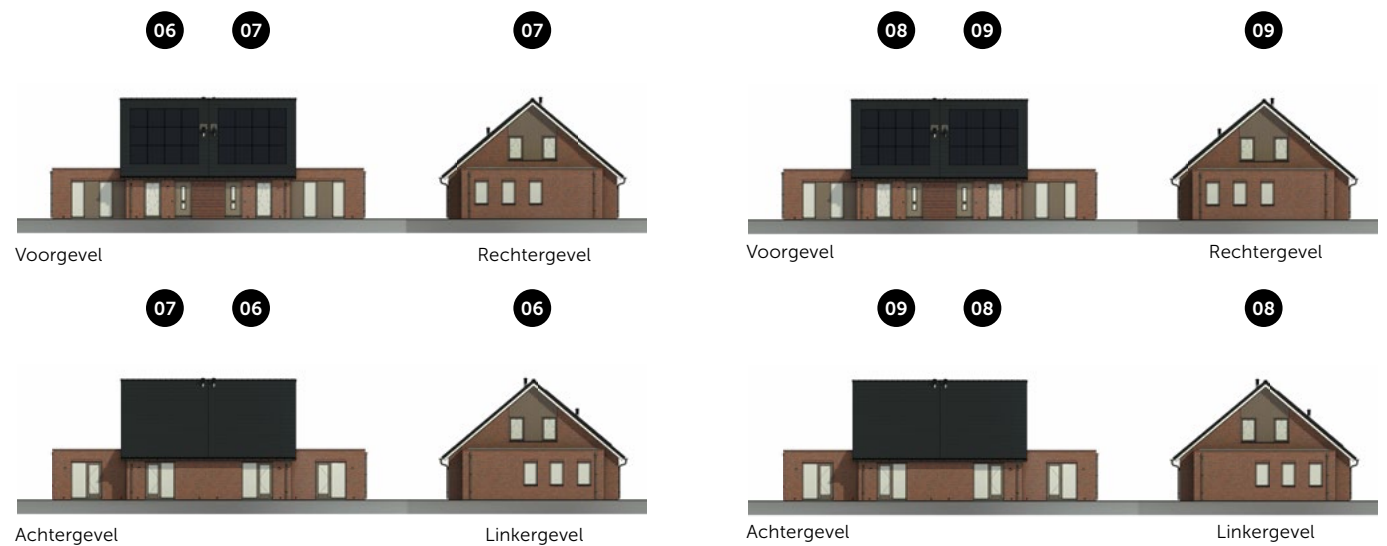 06 07 07
Voorgevel Rechtergevel
07 06 06
Achtergevel Linkergevel
08 09 09
Voorgevel Rechtergevel
09 08 08
Achtergevel Linkergevel